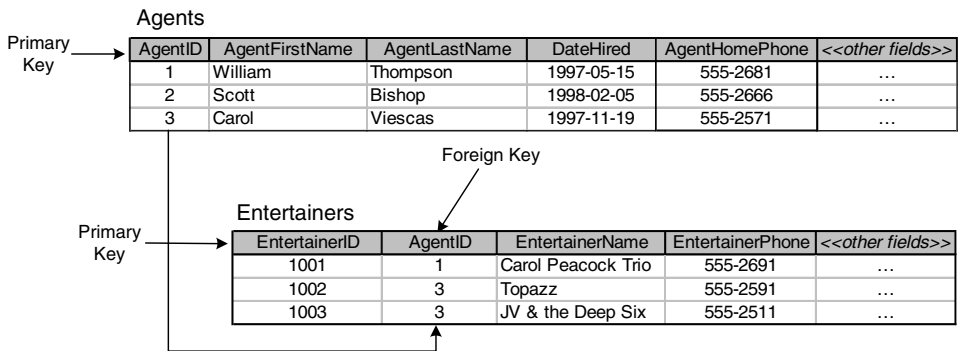 Agents
Primary
Key
AgentID AgentFirstName AgentLastName DateHired AgentHomePhone <<other fields>>
1 William Thompson 1997-05-15 555-2681 ...
2 Scott Bishop 1998-02-05 555-2666 ...
3 Carol Viescas 1997-11-19 555-2571 ...
Foreign Key
Entertainers
Primary
Key
EntertainerID AgentID EntertainerName EntertainerPhone <<other fields>>
1001 1 Carol Peacock Trio 555-2691 ...
1002 3 Topazz 555-2591 ...
1003 3 JV & the Deep Six 555-2511 ...